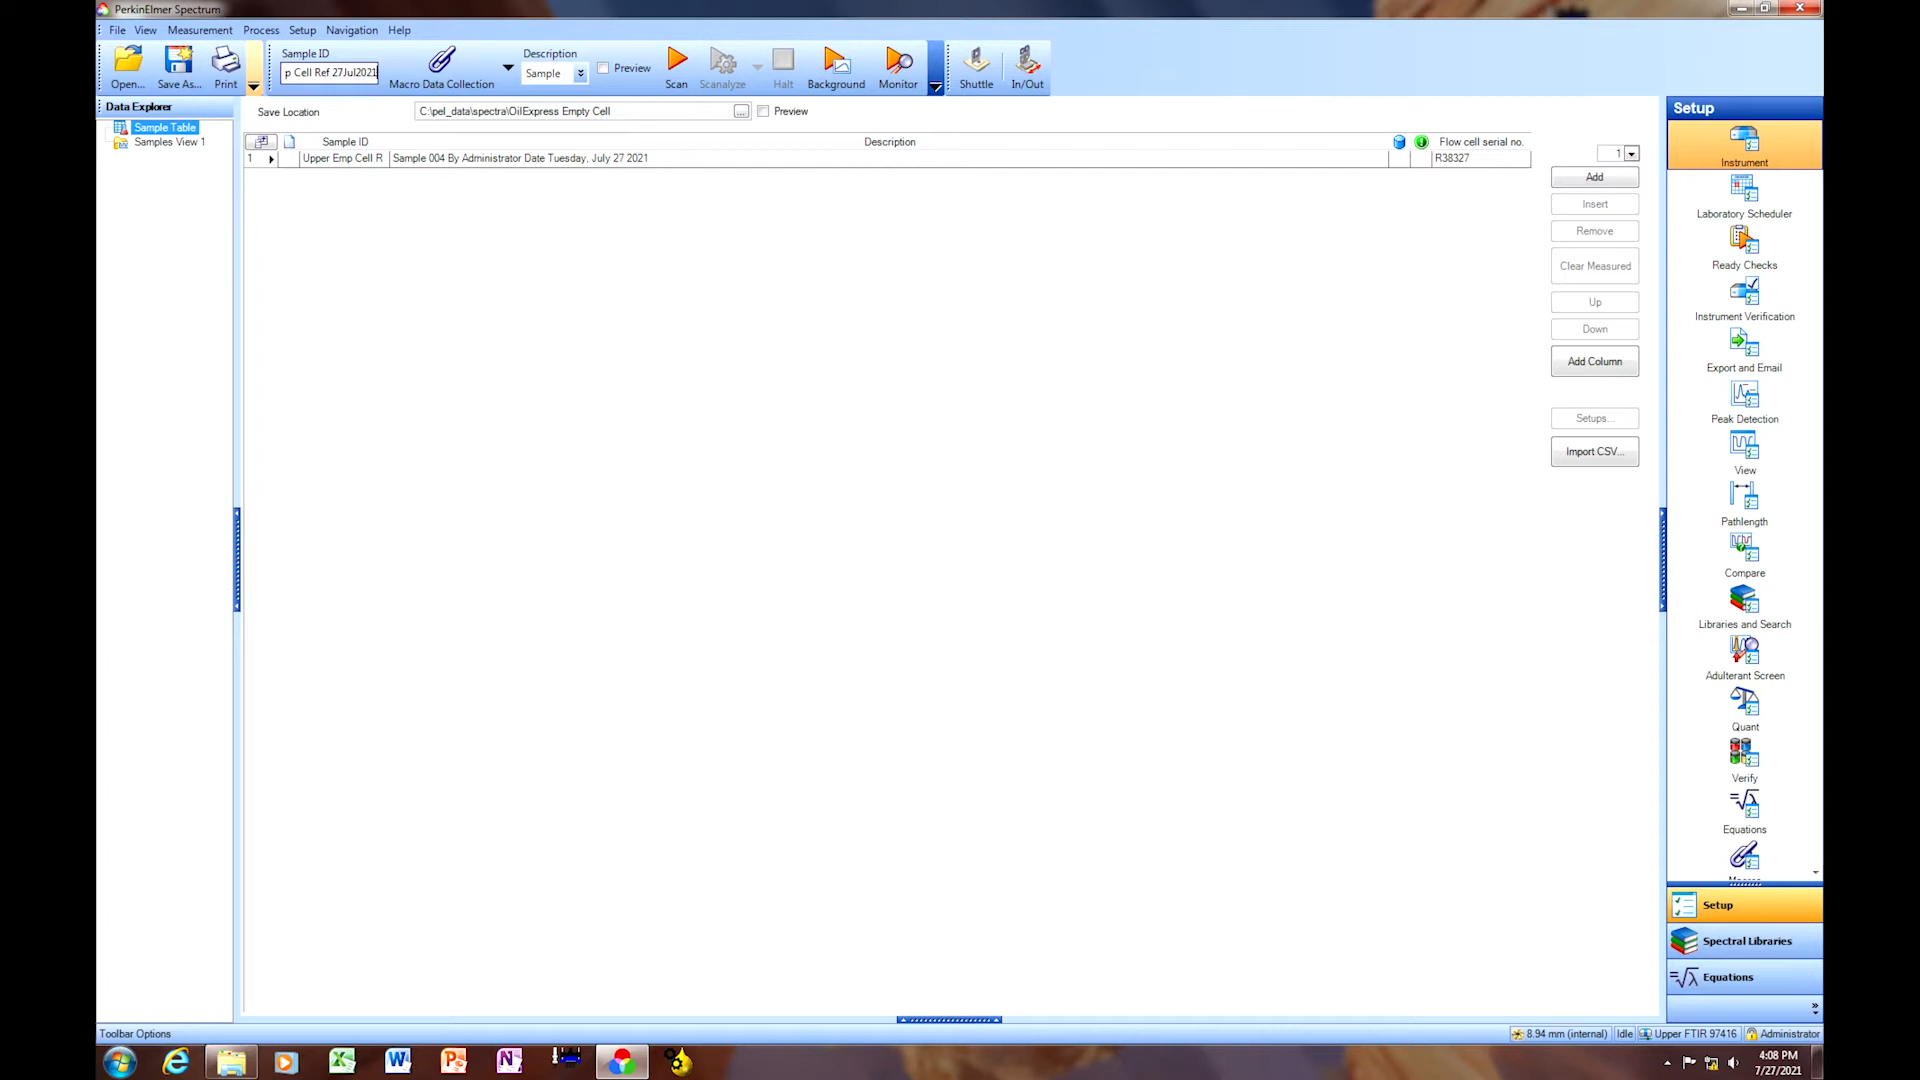 PerkinElmer Spectrum
File View Measurement Process Setup Navigation Help
Open... Save As... Print
Sample ID
p Cell Ref 27Jul2021
Macro Data Collection
Description
Sample
Preview
Scan Scanalyze Halt Background Monitor Shuttle In/Out
Data Explorer
Sample Table
Samples View 1
Save Location C:\pel_data\spectra\OilExpress Empty Cell ... Preview
Sample ID Description Flow cell serial no.
1 Upper Emp Cell R Sample 004 By Administrator Date Tuesday, July 27 2021 R38327
1
Add
Insert
Remove
Clear Measured
Up
Down
Add Column
Setups...
Import CSV...
Setup
Instrument
Laboratory Scheduler
Ready Checks
Instrument Verification
Export and Email
Peak Detection
View
Pathlength
Compare
Libraries and Search
Adulterant Screen
Quant
Verify
Equations
Setup
Spectral Libraries
Equations
Toolbar Options
8.94 mm (internal) Idle Upper FTIR 97416 Administrator
4:08 PM
7/27/2021